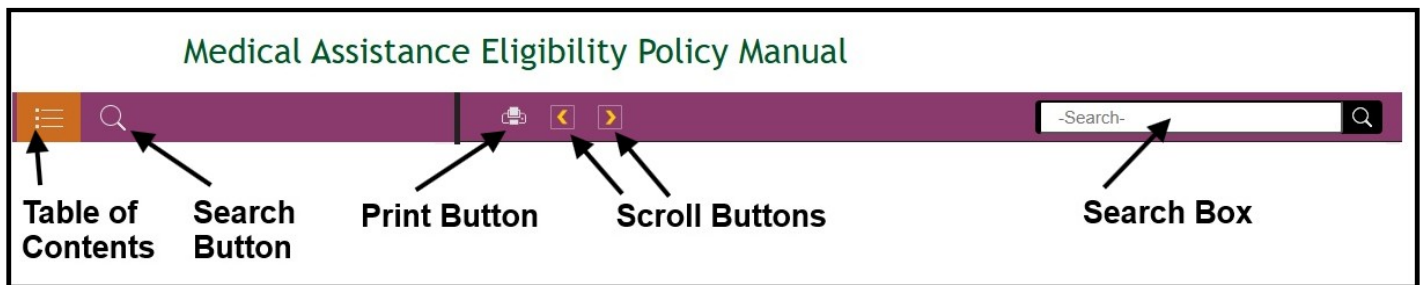 Medical Assistance Eligibility Policy Manual
-Search-
Table of
Contents
Search
Button
Print Button
Scroll Buttons
Search Box